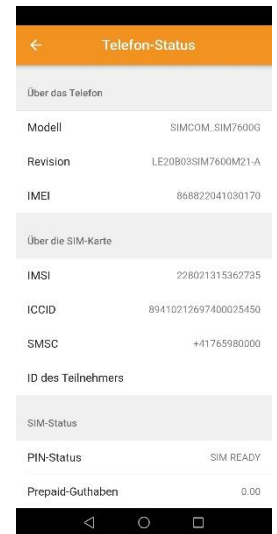 Telefon-Status
Über das Telefon
Modell SIMCOM_SIM7600G
Revision LE20B03SIM7600M21-A
IMEI 868822041030170
Über die SIM-Karte
IMSI 228021315362735
ICCID 89410212697400025450
SMSC +41765980000
ID des Teilnehmers
SIM-Status
PIN-Status SIM READY
Prepaid-Guthaben 0.00